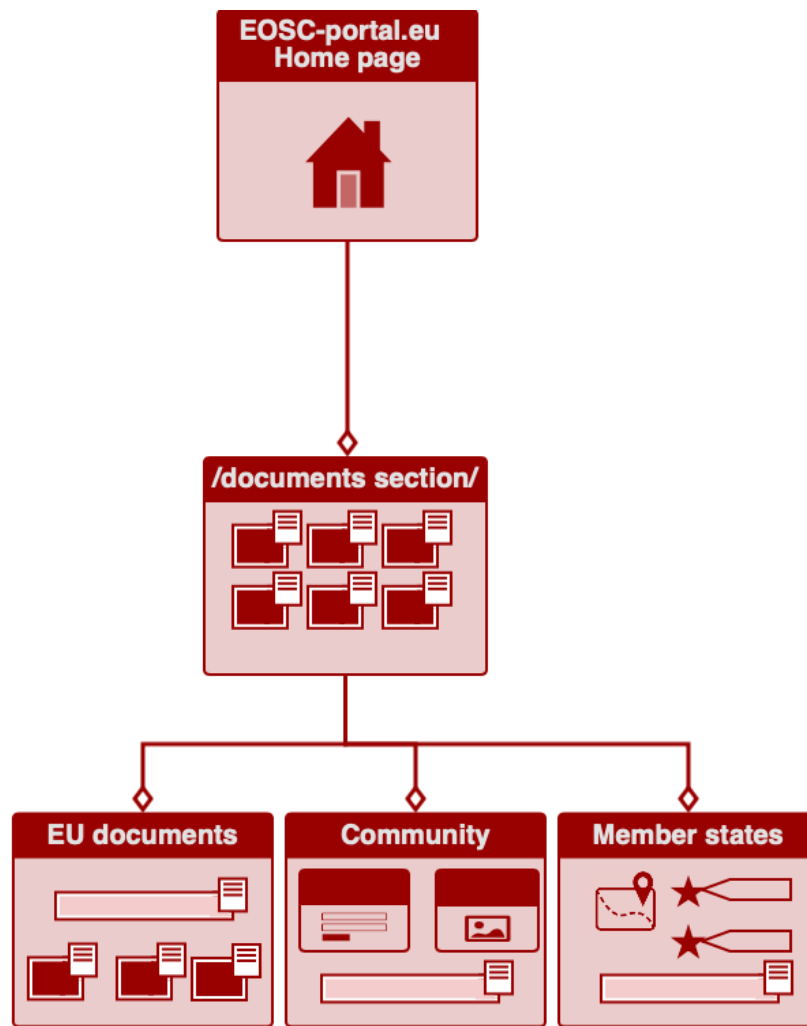 EOSC-portal.eu
Home page
/documents section/
EU documents
Community
Member states